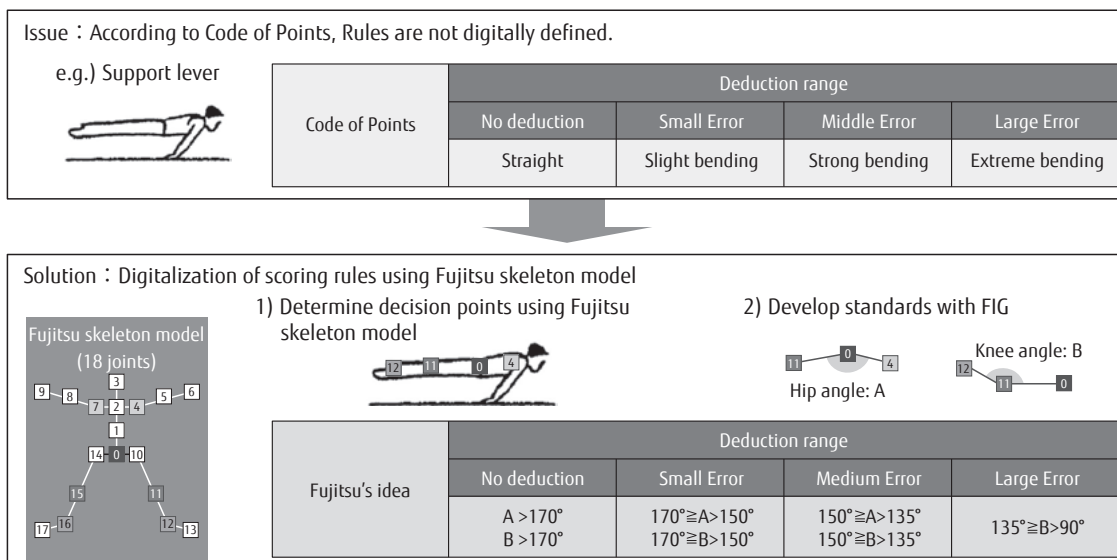 Issue：According to Code of Points, Rules are not digitally defined.
e.g.) Support lever
Code of Points
Deduction range
No deduction Small Error Middle Error Large Error
Straight Slight bending Strong bending Extreme bending
Solution：Digitalization of scoring rules using Fujitsu skeleton model
Fujitsu skeleton model
(18 joints)
3
9 8 7 2 4 5 6
1
14 0 10
15 11
17 16 12 13
1) Determine decision points using Fujitsu
skeleton model
12 11 0 4
2) Develop standards with FIG
11 0 4
Hip angle: A
Knee angle: B
12 11 0
Fujitsu's idea
Deduction range
No deduction Small Error Medium Error Large Error
A >170° 170°≧A>150° 150°≧A>135° 135°≧B>90°
B >170° 170°≧B>150° 150°≧B>135°